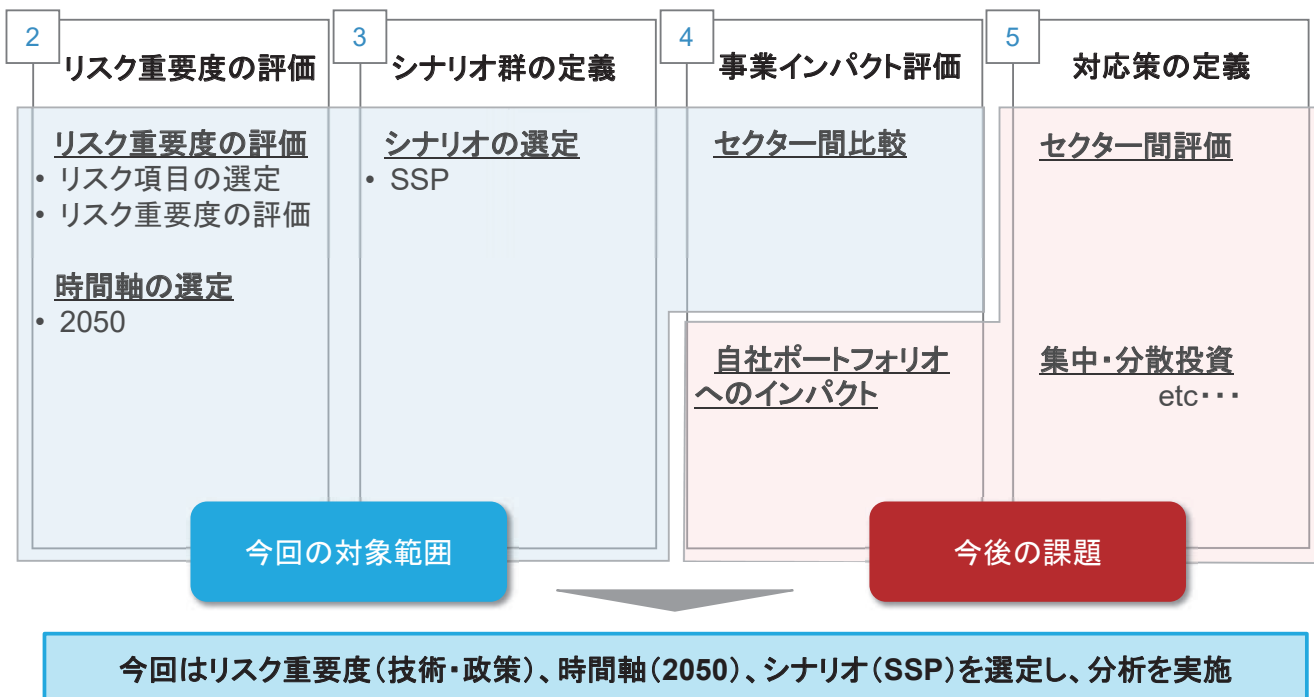 2
リスク重要度の評価
リスク重要度の評価
• リスク項目の選定
• リスク重要度の評価
時間軸の選定
• 2050
3
シナリオ群の定義
シナリオの選定
• SSP
4
事業インパクト評価
セクター間比較
自社ポートフォリオ
へのインパクト
5
対応策の定義
セクター間評価
集中・分散投資
etc・・・
今回の対象範囲
今後の課題
今回はリスク重要度(技術・政策)、時間軸(2050)、シナリオ(SSP)を選定し、分析を実施